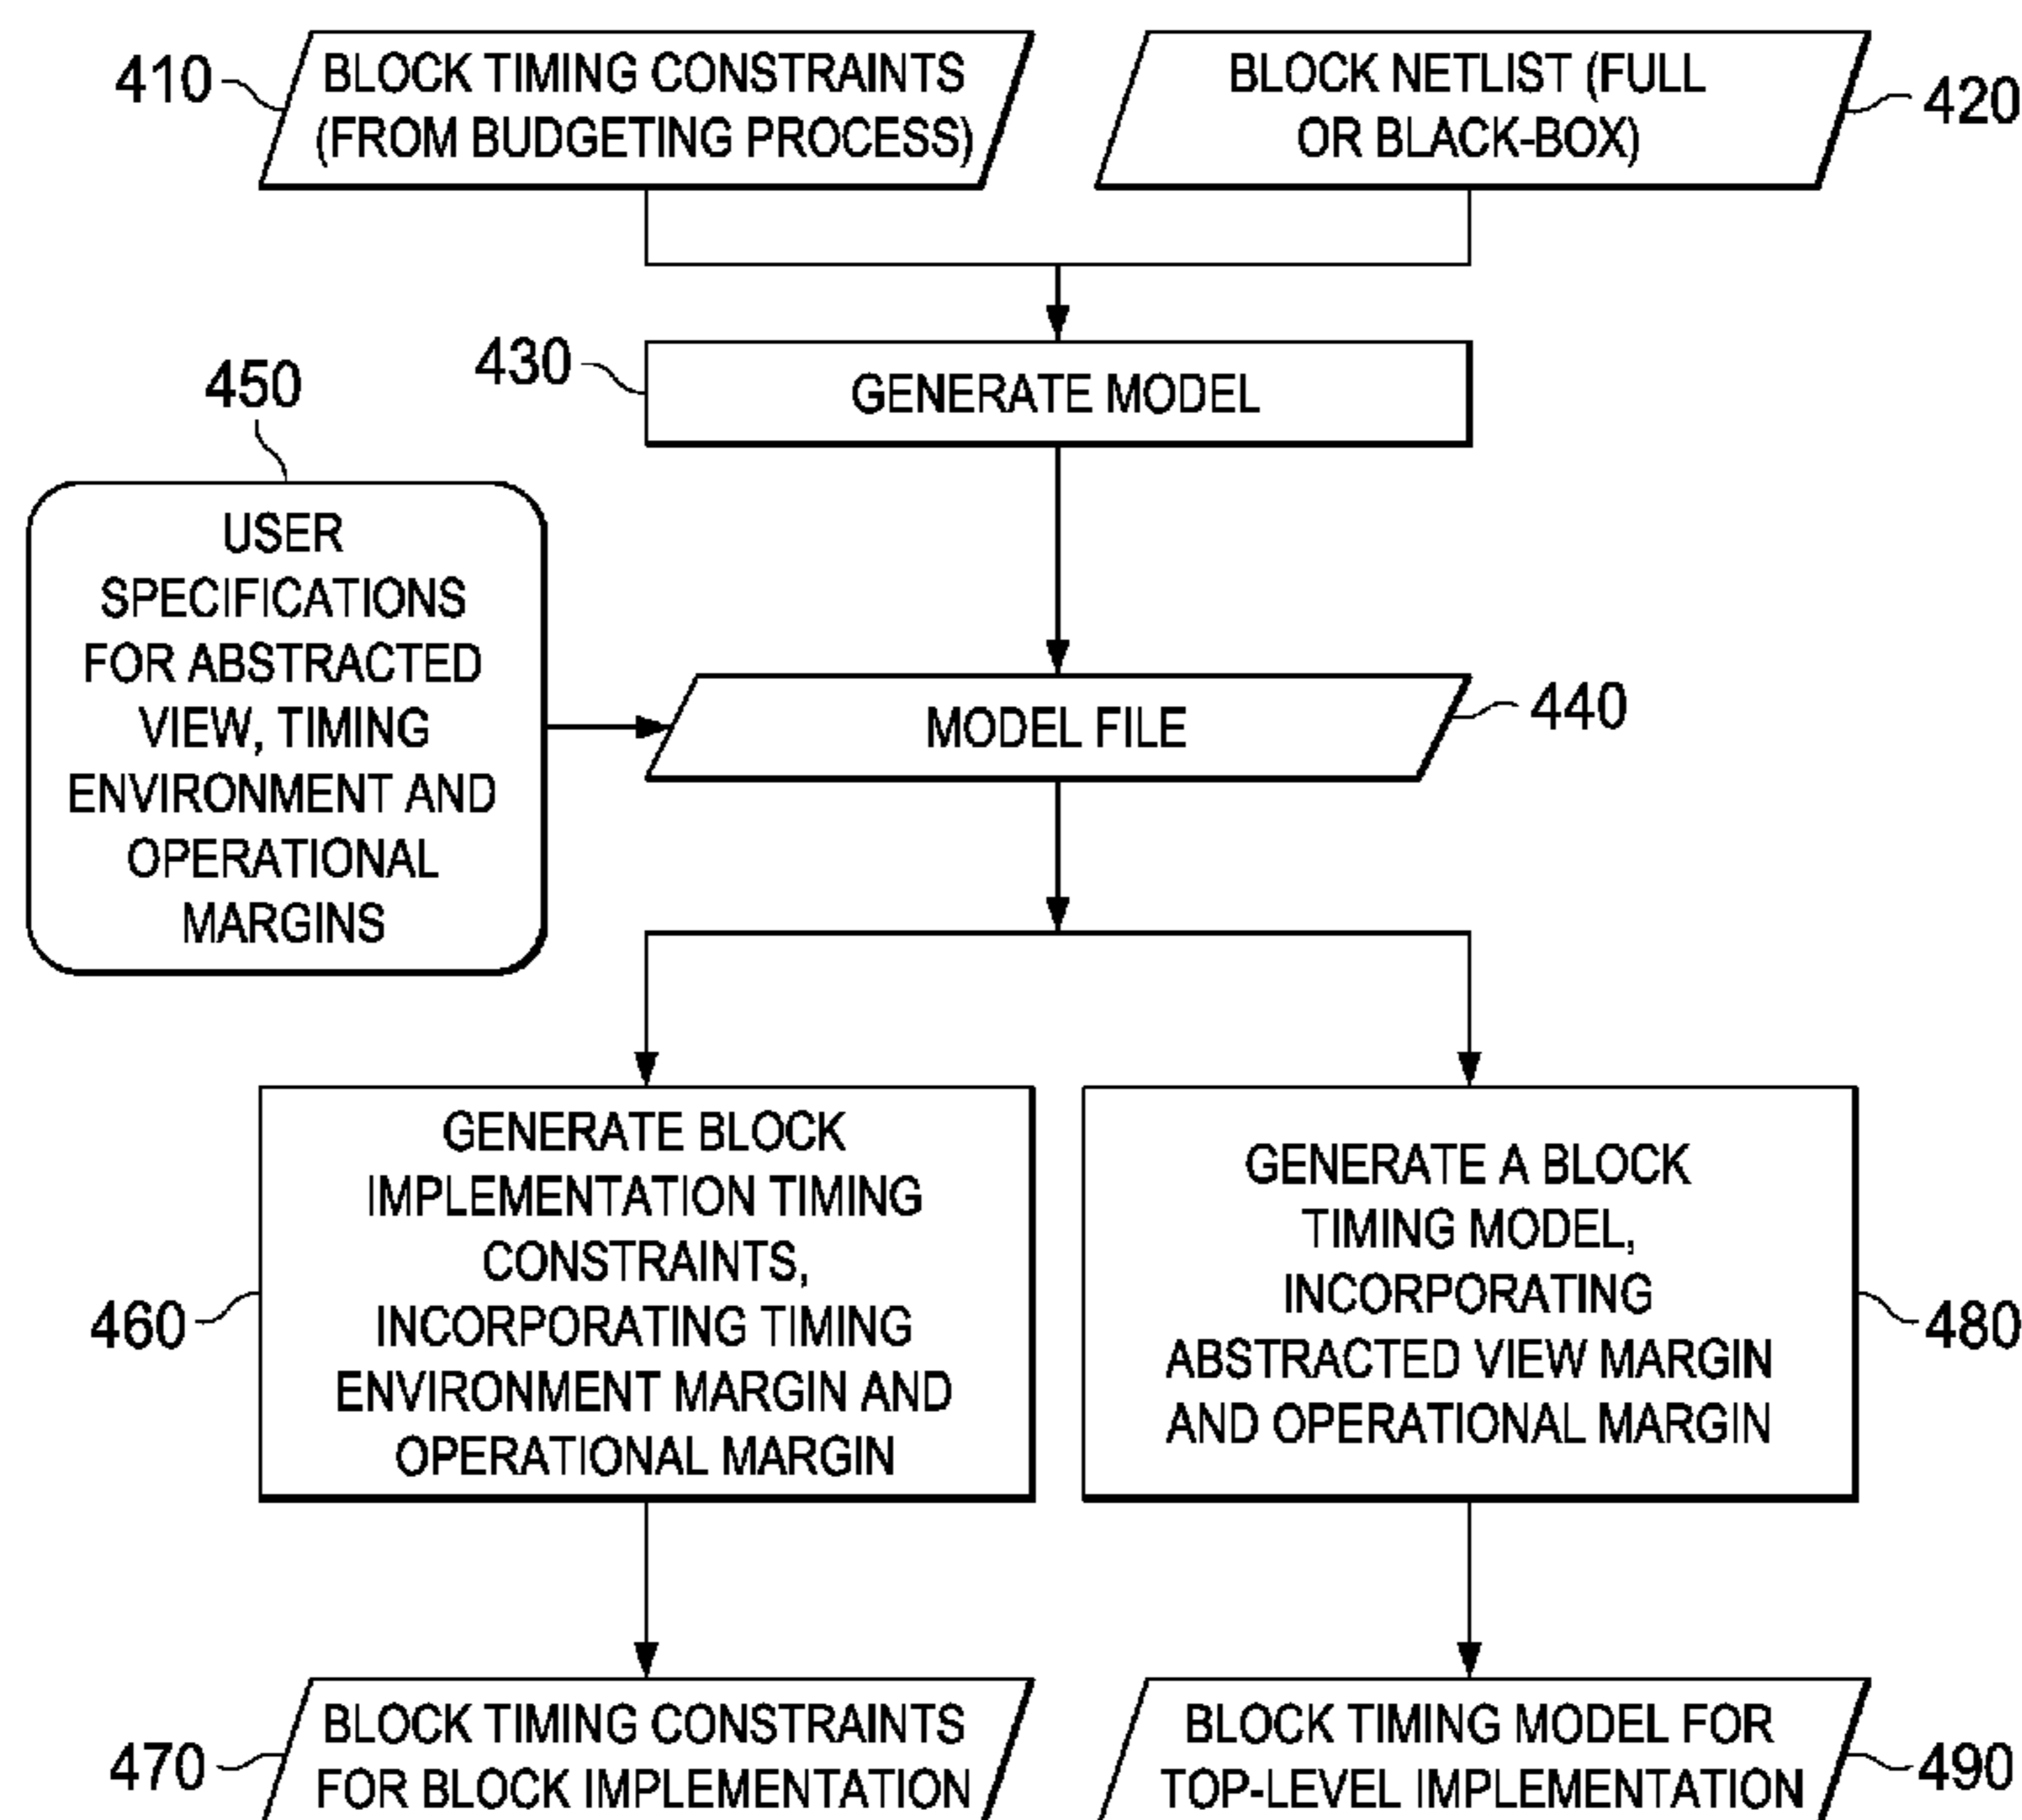 410
BLOCK TIMING CONSTRAINTS
(FROM BUDGETING PROCESS)
BLOCK NETLIST (FULL
OR BLACK-BOX)
420
430
GENERATE MODEL
450
USER
SPECIFICATIONS
FOR ABSTRACTED
VIEW, TIMING
ENVIRONMENT AND
OPERATIONAL
MARGINS
MODEL FILE
440
460
GENERATE BLOCK
IMPLEMENTATION TIMING
CONSTRAINTS,
INCORPORATING TIMING
ENVIRONMENT MARGIN AND
OPERATIONAL MARGIN
GENERATE A BLOCK
TIMING MODEL,
INCORPORATING
ABSTRACTED VIEW MARGIN
AND OPERATIONAL MARGIN
480
470
BLOCK TIMING CONSTRAINTS
FOR BLOCK IMPLEMENTATION
BLOCK TIMING MODEL FOR
TOP-LEVEL IMPLEMENTATION
490